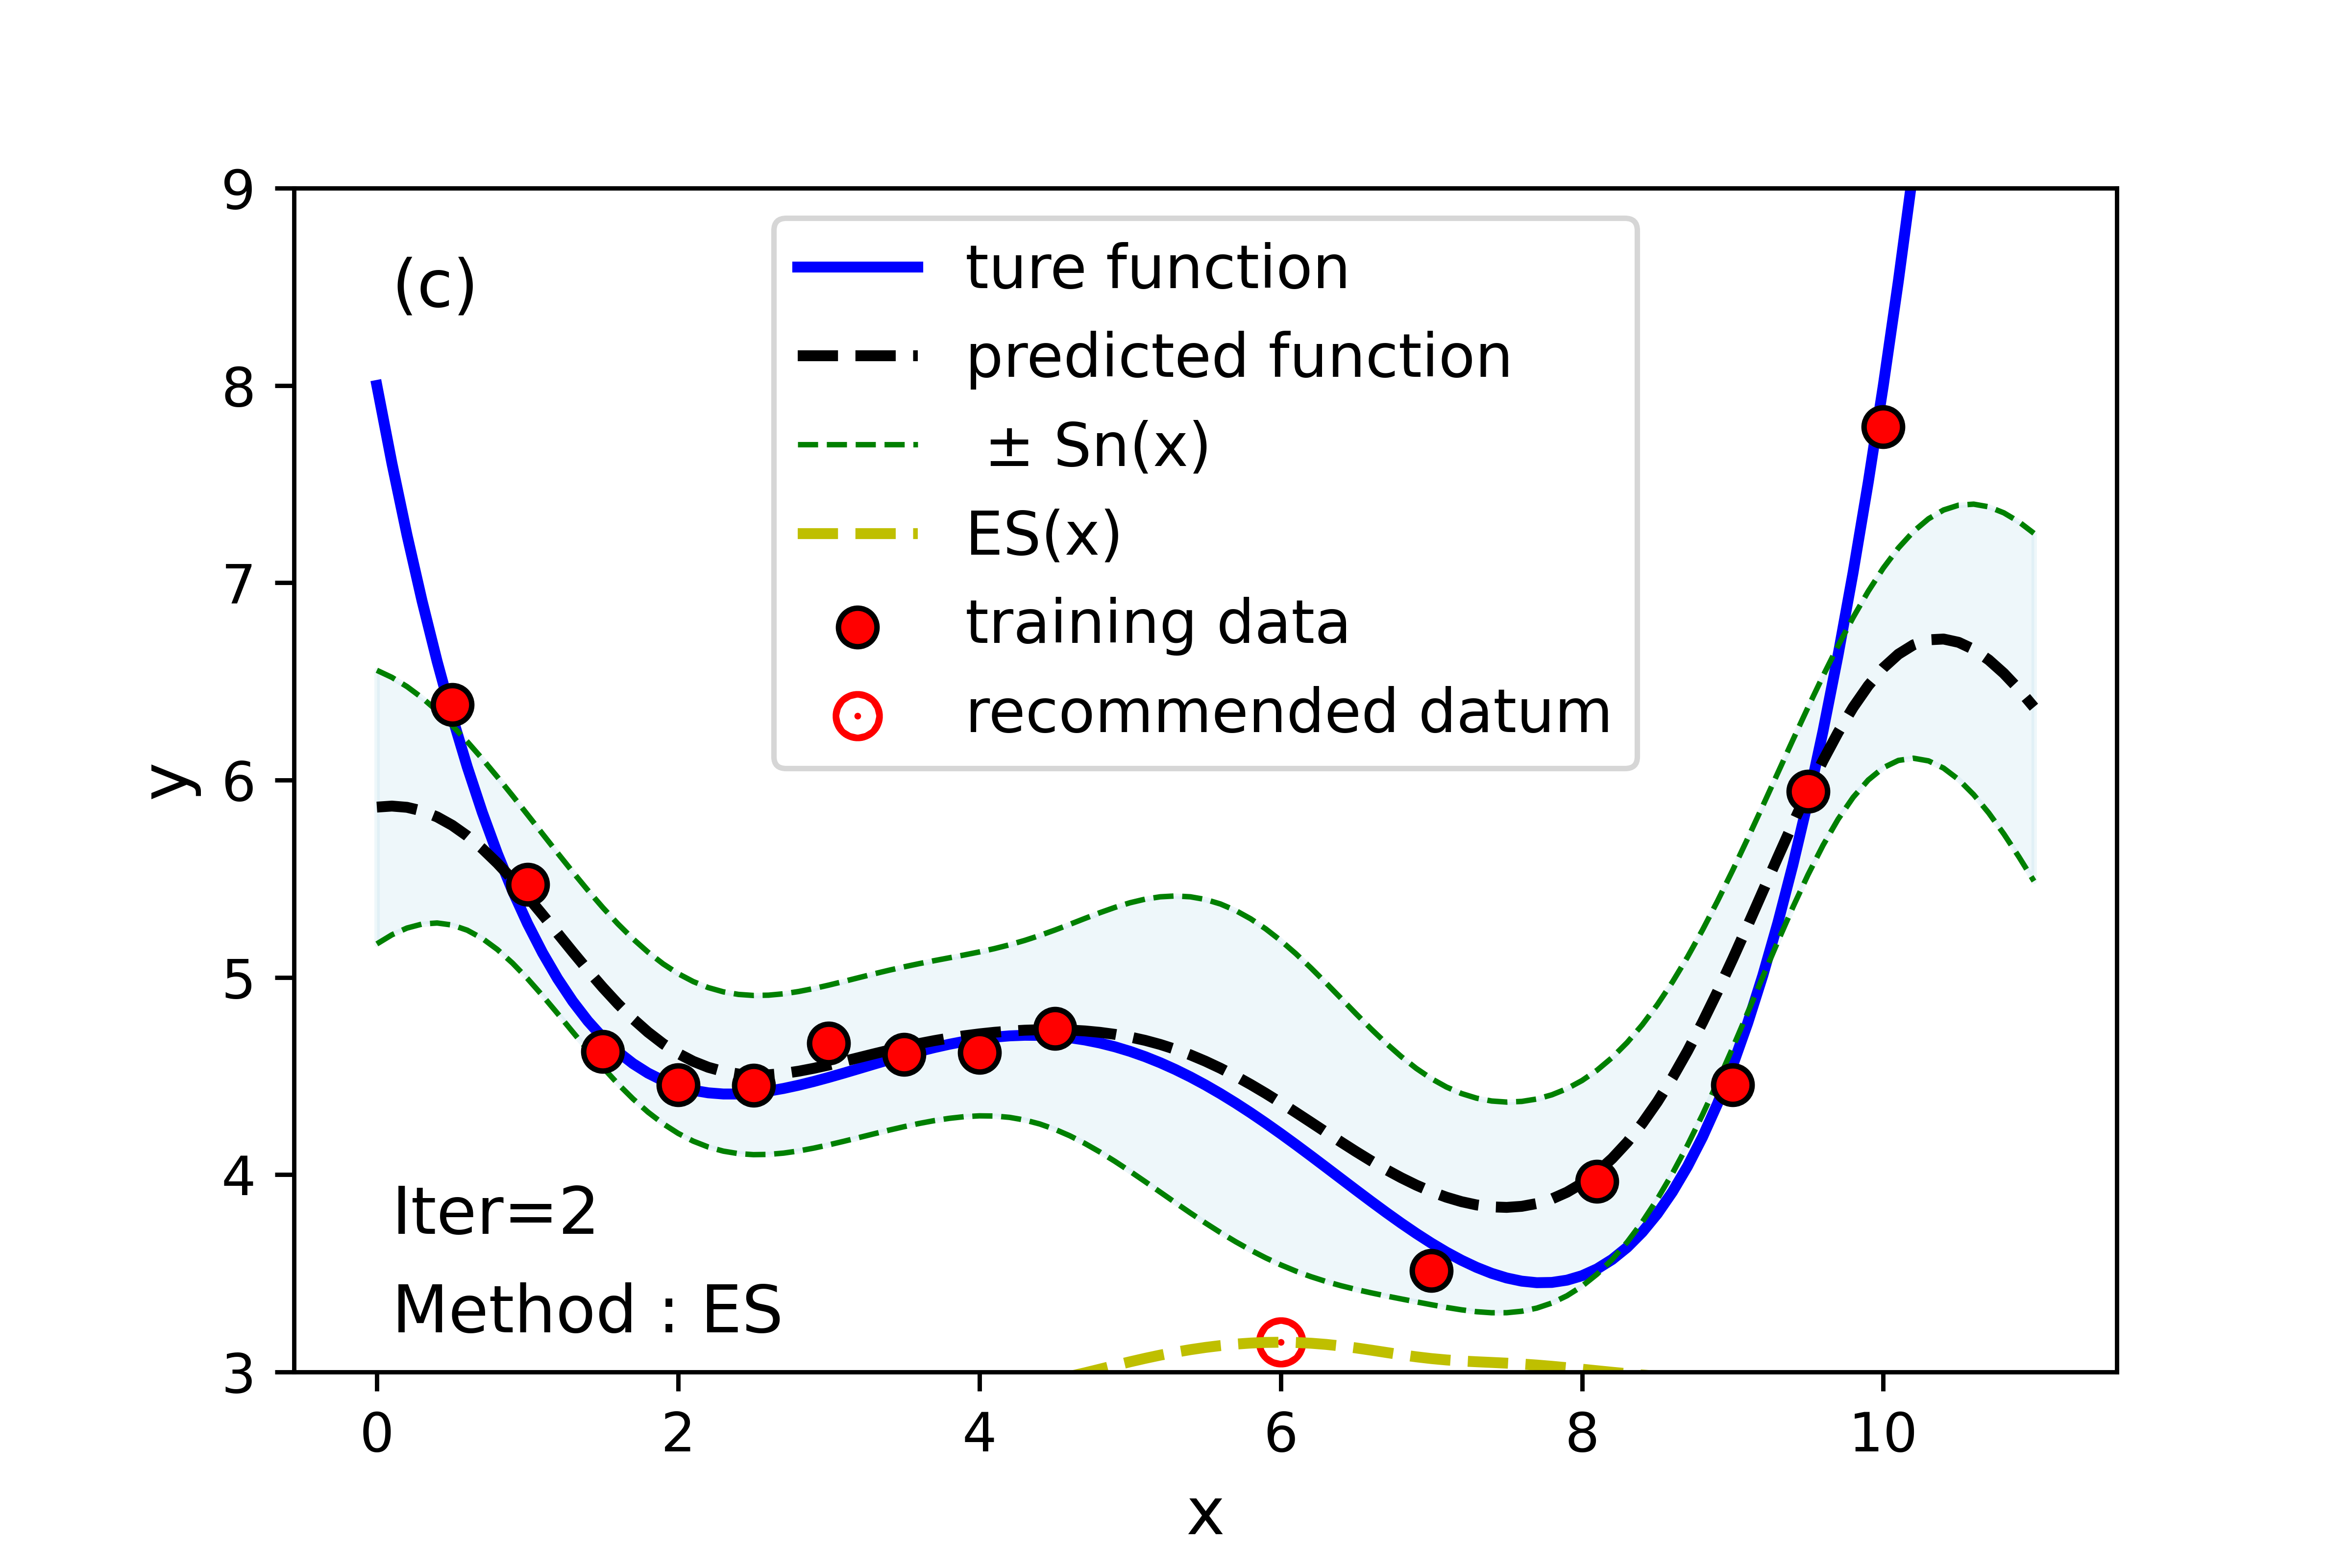 (c)
ture function
predicted function
± Sn(x)
ES(x)
training data
recommended datum
Iter=2
Method : ES
y
9
8
7
6
5
4
3
0 2 4 6 8 10
x